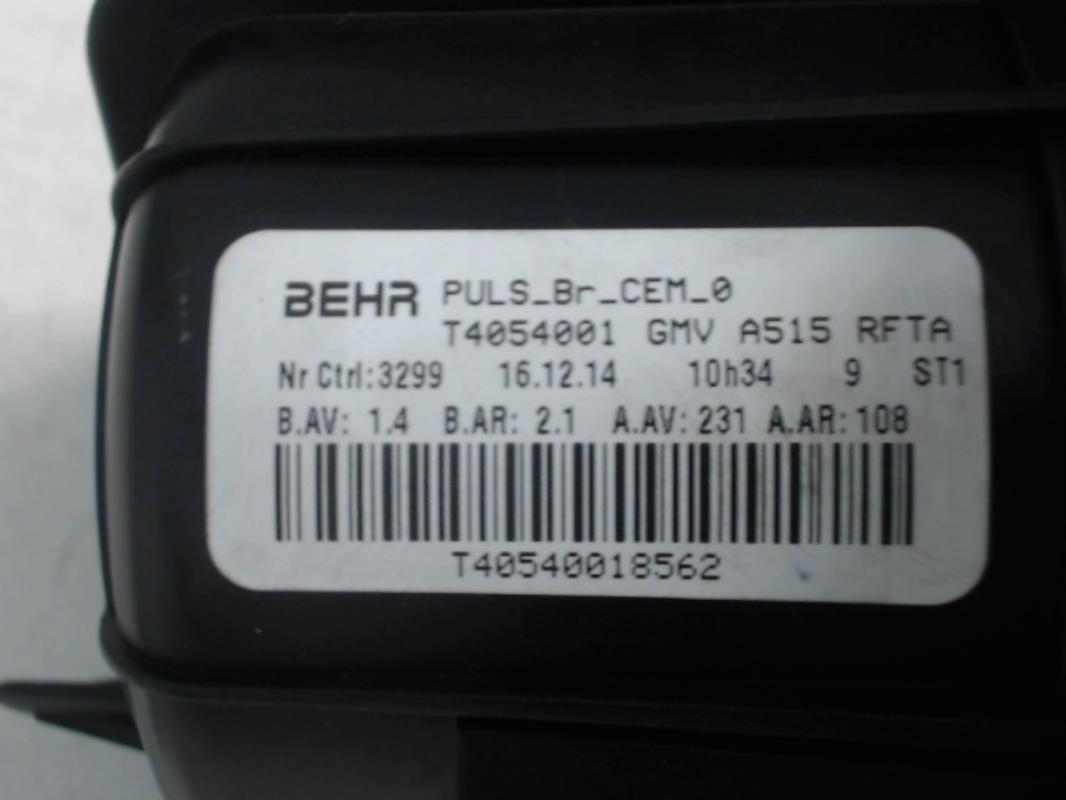 BEHR PULS_Br_CEM_0
T4054001 GMV A515 RFTA
Nr Ctrl:3299 16.12.14 10h34 9 ST1
B.AV: 1.4 B.AR: 2.1 A.AV: 231 A.AR: 108
T40540018562